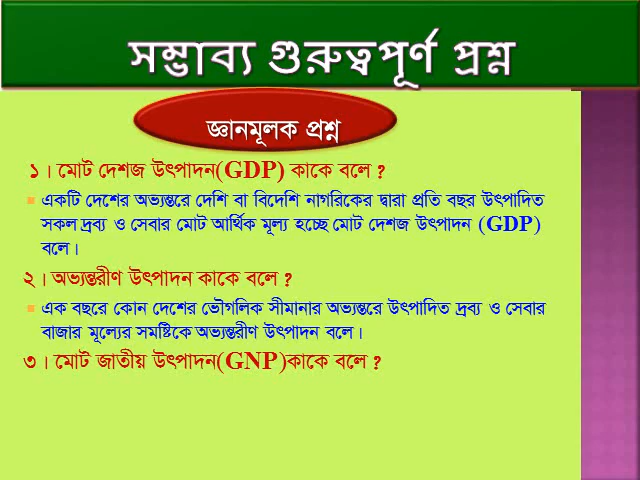 সম্ভাব্য গুরুত্বপূর্ণ প্রশ্ন
জ্ঞানমূলক প্রশ্ন
১। মোট দেশজ উৎপাদন(GDP) কাকে বলে ?
একটি দেশের অভ্যন্তরে দেশি বা বিদেশি নাগরিকের দ্বারা প্রতি বছর উৎপাদিত
সকল দ্রব্য ও সেবার মোট আর্থিক মূল্য হচ্ছে মোট দেশজ উৎপাদন (GDP)
বলে।
২। অভ্যন্তরীণ উৎপাদন কাকে বলে ?
এক বছরে কোন দেশের ভৌগলিক সীমানার অভ্যন্তরে উৎপাদিত দ্রব্য ও সেবার
বাজার মূল্যের সমষ্টিকে অভ্যন্তরীণ উৎপাদন বলে।
৩। মোট জাতীয় উৎপাদন(GNP)কাকে বলে ?